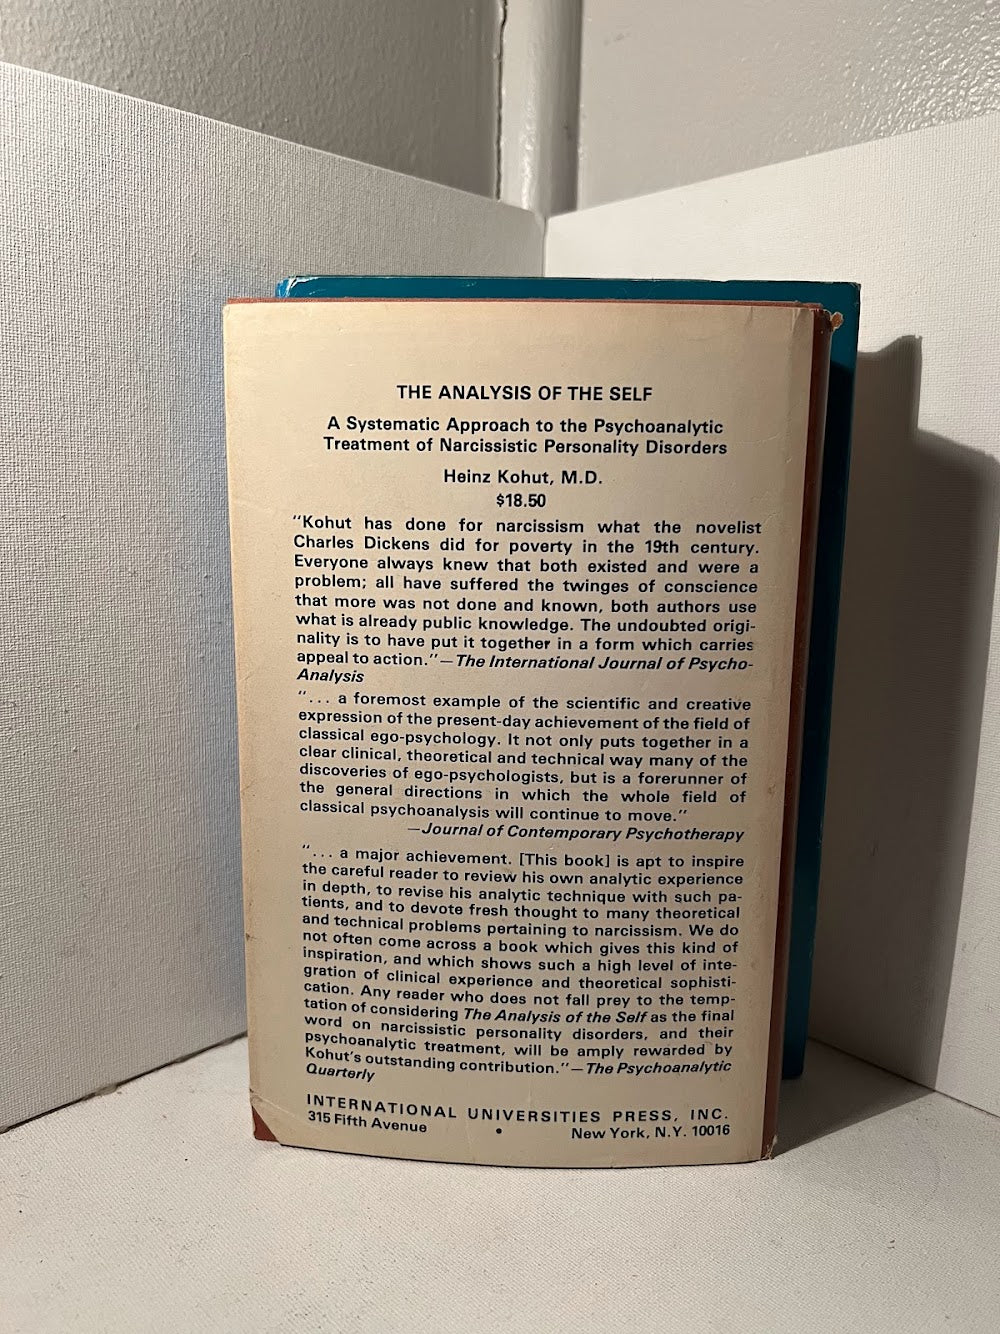 THE ANALYSIS OF THE SELF
A Systematic Approach to the Psychoanalytic
Treatment of Narcissistic Personality Disorders
Heinz Kohut, M.D.
$18.50
"Kohut has done for narcissism what the novelist
Charles Dickens did for poverty in the 19th century.
Everyone always knew that both existed and were a
problem; all have suffered the twinges of conscience
that more was not done and known, both authors use
what is already public knowledge. The undoubted origi-
nality is to have put it together in a form which carries
appeal to action."—The International Journal of Psycho-
Analysis
"... a foremost example of the scientific and creative
expression of the present-day achievement of the field of
classical ego-psychology. It not only puts together in a
clear clinical, theoretical and technical way many of the
discoveries of ego-psychologists, but is a forerunner of
the general directions in which the whole field of
classical psychoanalysis will continue to move."
—Journal of Contemporary Psychotherapy
"... a major achievement. [This book] is apt to inspire
the careful reader to review his own analytic experience
in depth, to revise his analytic technique with such pa-
tients, and to devote fresh thought to many theoretical
and technical problems pertaining to narcissism. We do
not often come across a book which gives this kind of
inspiration, and which shows such a high level of inte-
gration of clinical experience and theoretical sophisti-
cation. Any reader who does not fall prey to the temp-
tation of considering The Analysis of the Self as the final
word on narcissistic personality disorders, and their
psychoanalytic treatment, will be amply rewarded by
Kohut's outstanding contribution."—The Psychoanalytic
Quarterly
INTERNATIONAL UNIVERSITIES PRESS, INC.
315 Fifth Avenue • New York, N.Y. 10016